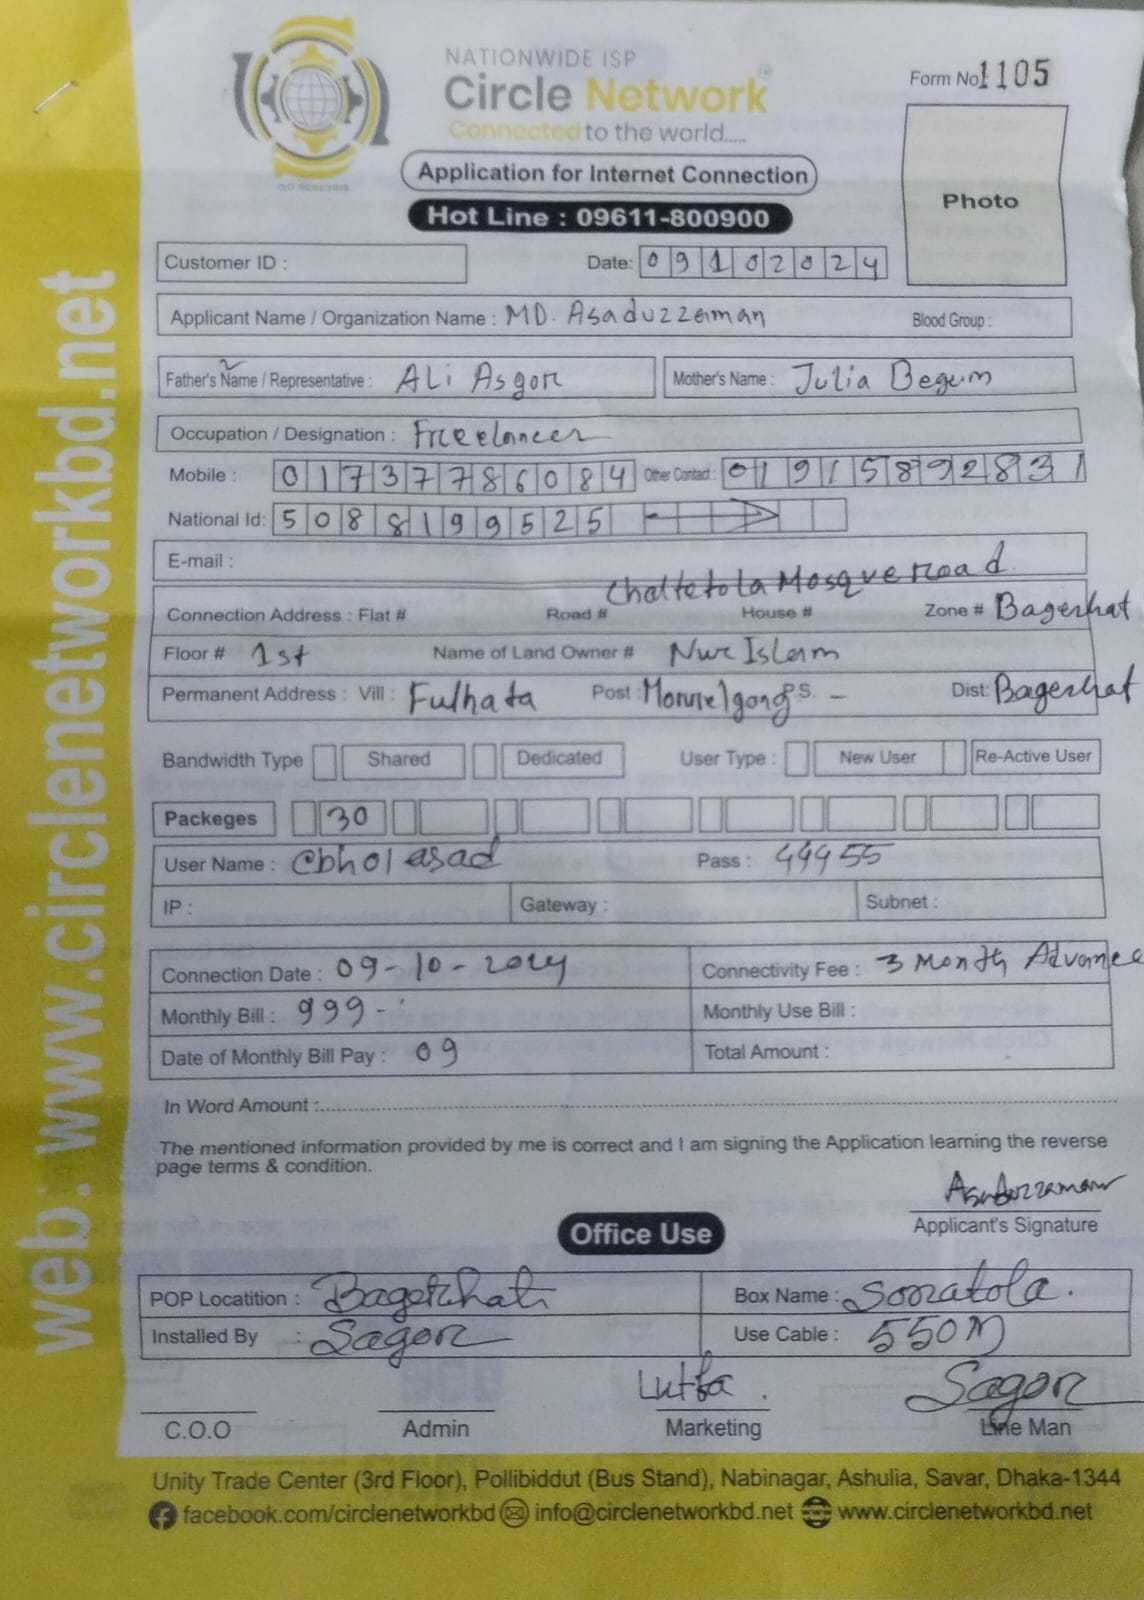 NATIONWIDE ISP
Circle Network
Connected to the world.....
Form No 1105
Application for Internet Connection
Hot Line : 09611-800900
Photo
Customer ID :
Date: 09102024
Applicant Name / Organization Name : MD. Asaduzzaman Blood Group :
Father's Name / Representative : Ali Asgor Mother's Name : Julia Begum
Occupation / Designation : Freelancer
Mobile : 01737786084 Other Contact : 01915892831
National Id: 5088199525
E-mail :
Mosque road
Connection Address : Flat # Road # House # Zone # Bagerhat
Floor # 1st Name of Land Owner # Nur Islam
Permanent Address : Vill : Fulhata Post : P.S. - Dist: Bagerhat
Bandwidth Type Shared Dedicated User Type : New User Re-Active User
Packeges 30
User Name : cbhol asad Pass : 44455
IP : Gateway : Subnet :
Connection Date : 09-10-2024 Connectivity Fee : 3 Month Advance
Monthly Bill : 999- Monthly Use Bill :
Date of Monthly Bill Pay : 09 Total Amount :
In Word Amount :
The mentioned information provided by me is correct and I am signing the Application learning the reverse
page terms & condition.
Asaduzzaman
Applicant's Signature
Office Use
POP Locatition : Bagerhat Box Name : Sonatola.
Installed By : Sagor Use Cable : 550M
Lutfa . Sagor
C.O.O Admin Marketing Line Man
Unity Trade Center (3rd Floor), Pollibiddut (Bus Stand), Nabinagar, Ashulia, Savar, Dhaka-1344
facebook.com/circlenetworkbd info@circlenetworkbd.net www.circlenetworkbd.net
web: www.circlenetworkbd.net